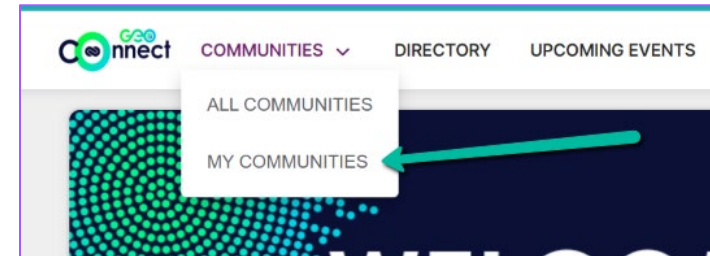 GEO
Connect
COMMUNITIES
DIRECTORY
UPCOMING EVENTS
ALL COMMUNITIES
MY COMMUNITIES